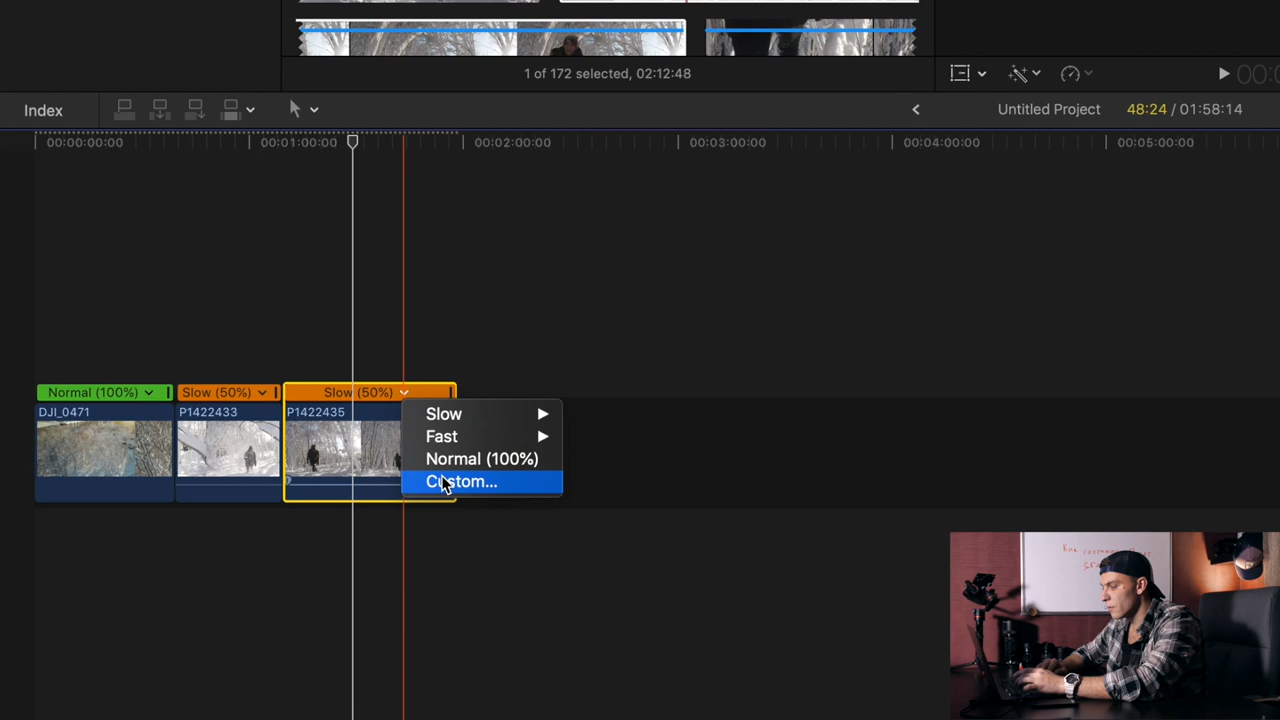 1 of 172 selected, 02:12:48
00:
Index
Untitled Project
48:24 / 01:58:14
00:00:00:00
00:01:00:00
00:02:00:00
00:03:00:00
00:04:00:00
00:05:00:00
Normal (100%)
Slow (50%)
Slow (50%)
DJI_0471
P1422433
P1422435
Slow
Fast
Normal (100%)
Custom...